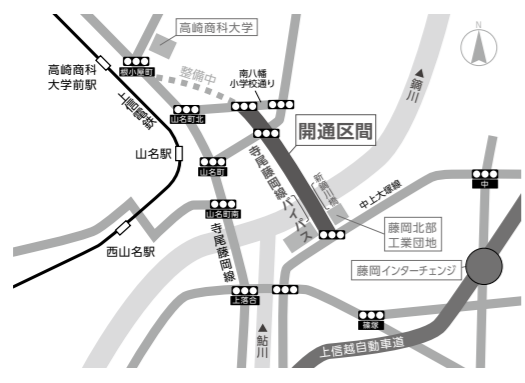 高崎商科大学
N
高崎商科
大学前駅
根小屋町
整備中
南八幡
小学校通り
▲鏑川
上信電鉄
山名町北
開通区間
山名駅
山名町
寺尾藤岡線バイパス
新鏑川橋
中上大塚線
中
山名町南
西山名駅
寺尾藤岡線
藤岡北部
工業団地
藤岡インターチェンジ
上落合
篠塚
▲鮎川
上信越自動車道